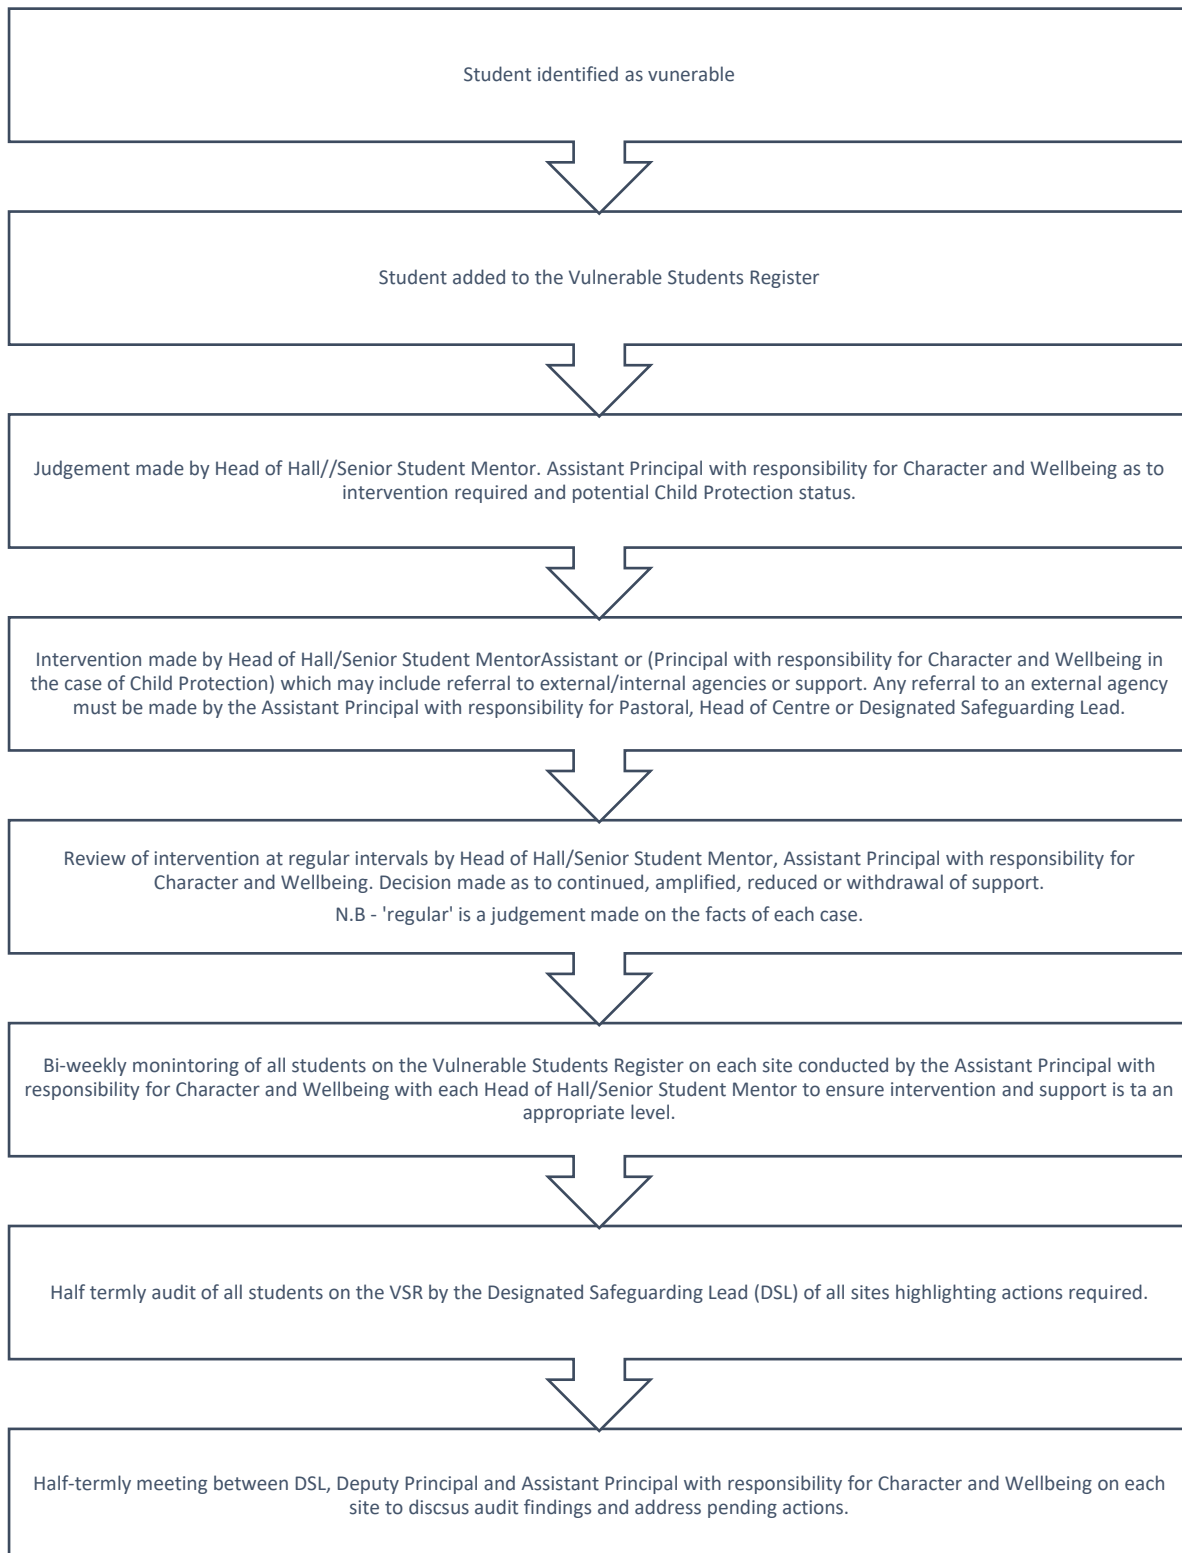 Student identified as vunerable
Student added to the Vulnerable Students Register
Judgement made by Head of Hall//Senior Student Mentor. Assistant Principal with responsibility for Character and Wellbeing as to
intervention required and potential Child Protection status.
Intervention made by Head of Hall/Senior Student MentorAssistant or (Principal with responsibility for Character and Wellbeing in
the case of Child Protection) which may include referral to external/internal agencies or support. Any referral to an external agency
must be made by the Assistant Principal with responsibility for Pastoral, Head of Centre or Designated Safeguarding Lead.
Review of intervention at regular intervals by Head of Hall/Senior Student Mentor, Assistant Principal with responsibility for
Character and Wellbeing. Decision made as to continued, amplified, reduced or withdrawal of support.
N.B - 'regular' is a judgement made on the facts of each case.
Bi-weekly monintoring of all students on the Vulnerable Students Register on each site conducted by the Assistant Principal with
responsibility for Character and Wellbeing with each Head of Hall/Senior Student Mentor to ensure intervention and support is ta an
appropriate level.
Half termly audit of all students on the VSR by the Designated Safeguarding Lead (DSL) of all sites highlighting actions required.
Half-termly meeting between DSL, Deputy Principal and Assistant Principal with responsibility for Character and Wellbeing on each
site to discsus audit findings and address pending actions.